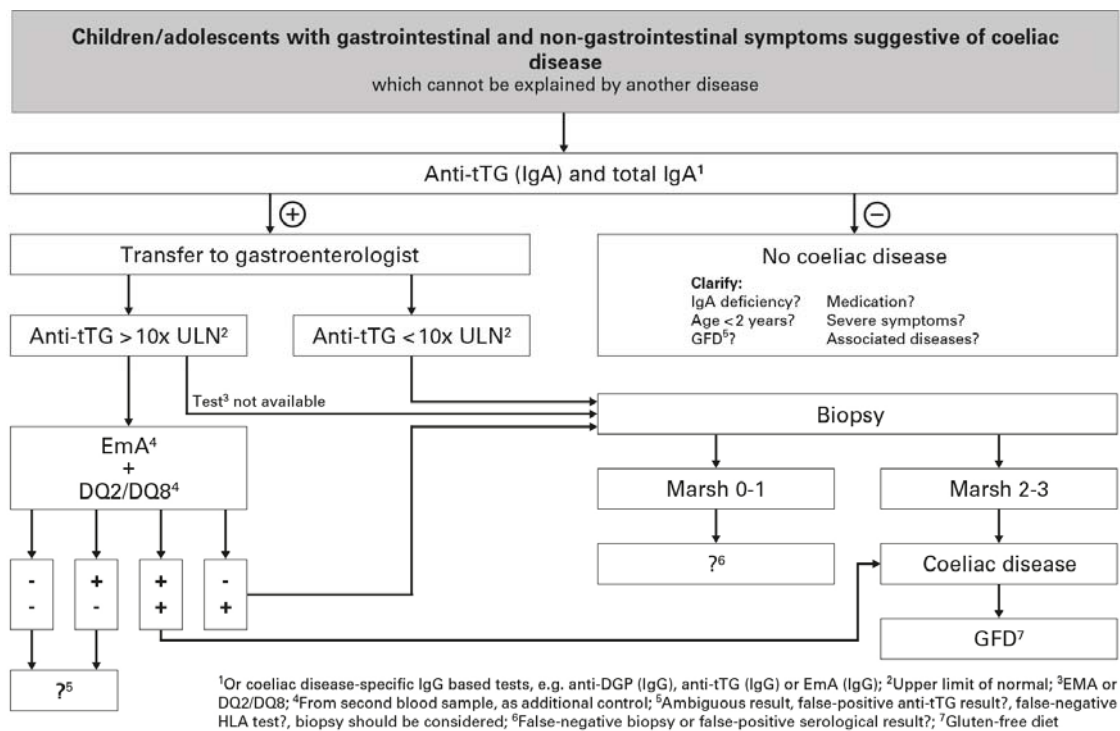 Children/adolescents with gastrointestinal and non-gastrointestinal symptoms suggestive of coeliac
disease
which cannot be explained by another disease
Anti-tTG (IgA) and total IgA¹
+
−
Transfer to gastroenterologist
No coeliac disease
Clarify:
IgA deficiency? Medication?
Age <2 years? Severe symptoms?
GFD⁵? Associated diseases?
Anti-tTG >10x ULN²
Anti-tTG <10x ULN²
Test³ not available
Biopsy
EmA⁴
+
DQ2/DQ8⁴
Marsh 0-1
Marsh 2-3
- + + -
- - + +
?⁶
Coeliac disease
GFD⁷
?⁵
¹Or coeliac disease-specific IgG based tests, e.g. anti-DGP (IgG), anti-tTG (IgG) or EmA (IgG); ²Upper limit of normal; ³EMA or
DQ2/DQ8; ⁴From second blood sample, as additional control; ⁵Ambiguous result, false-positive anti-tTG result?, false-negative
HLA test?, biopsy should be considered; ⁶False-negative biopsy or false-positive serological result?; ⁷Gluten-free diet